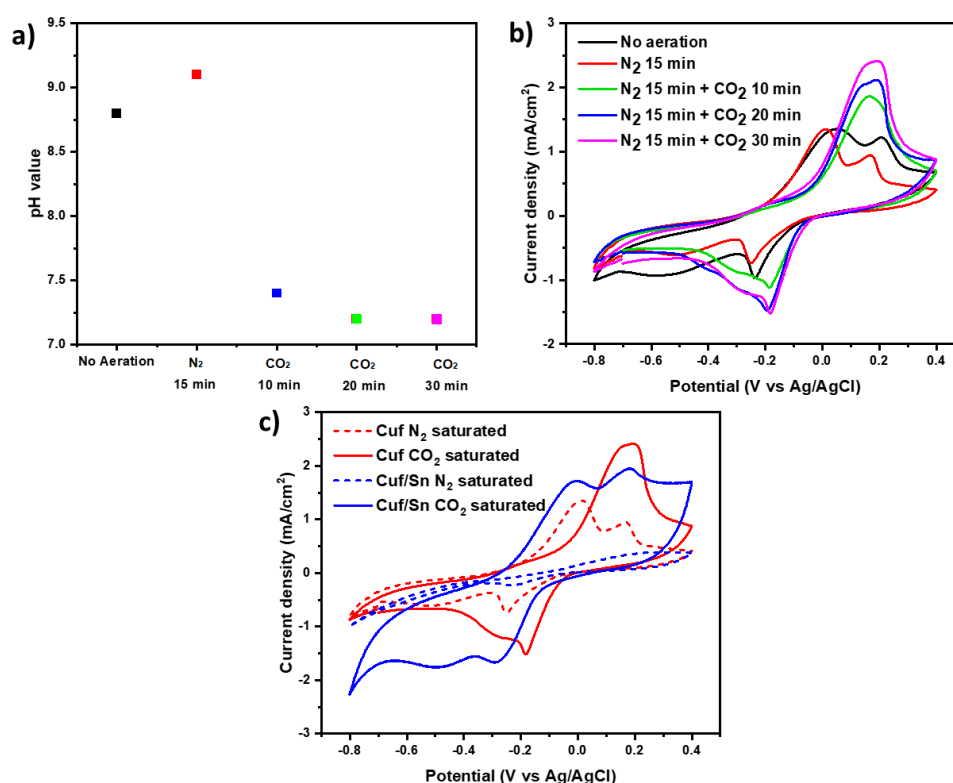 a)
9.5
9.0
8.5
8.0
7.5
7.0
pH value
No Aeration
N2
15 min
CO2
10 min
CO2
20 min
CO2
30 min
b)
No aeration
N2 15 min
N2 15 min + CO2 10 min
N2 15 min + CO2 20 min
N2 15 min + CO2 30 min
3
2
1
0
-1
-2
Current density (mA/cm2)
-0.8 -0.6 -0.4 -0.2 0.0 0.2 0.4
Potential (V vs Ag/AgCl)
c)
Cuf N2 saturated
Cuf CO2 saturated
Cuf/Sn N2 saturated
Cuf/Sn CO2 saturated
3
2
1
0
-1
-2
-3
Current density (mA/cm2)
-0.8 -0.6 -0.4 -0.2 0.0 0.2 0.4
Potential (V vs Ag/AgCl)